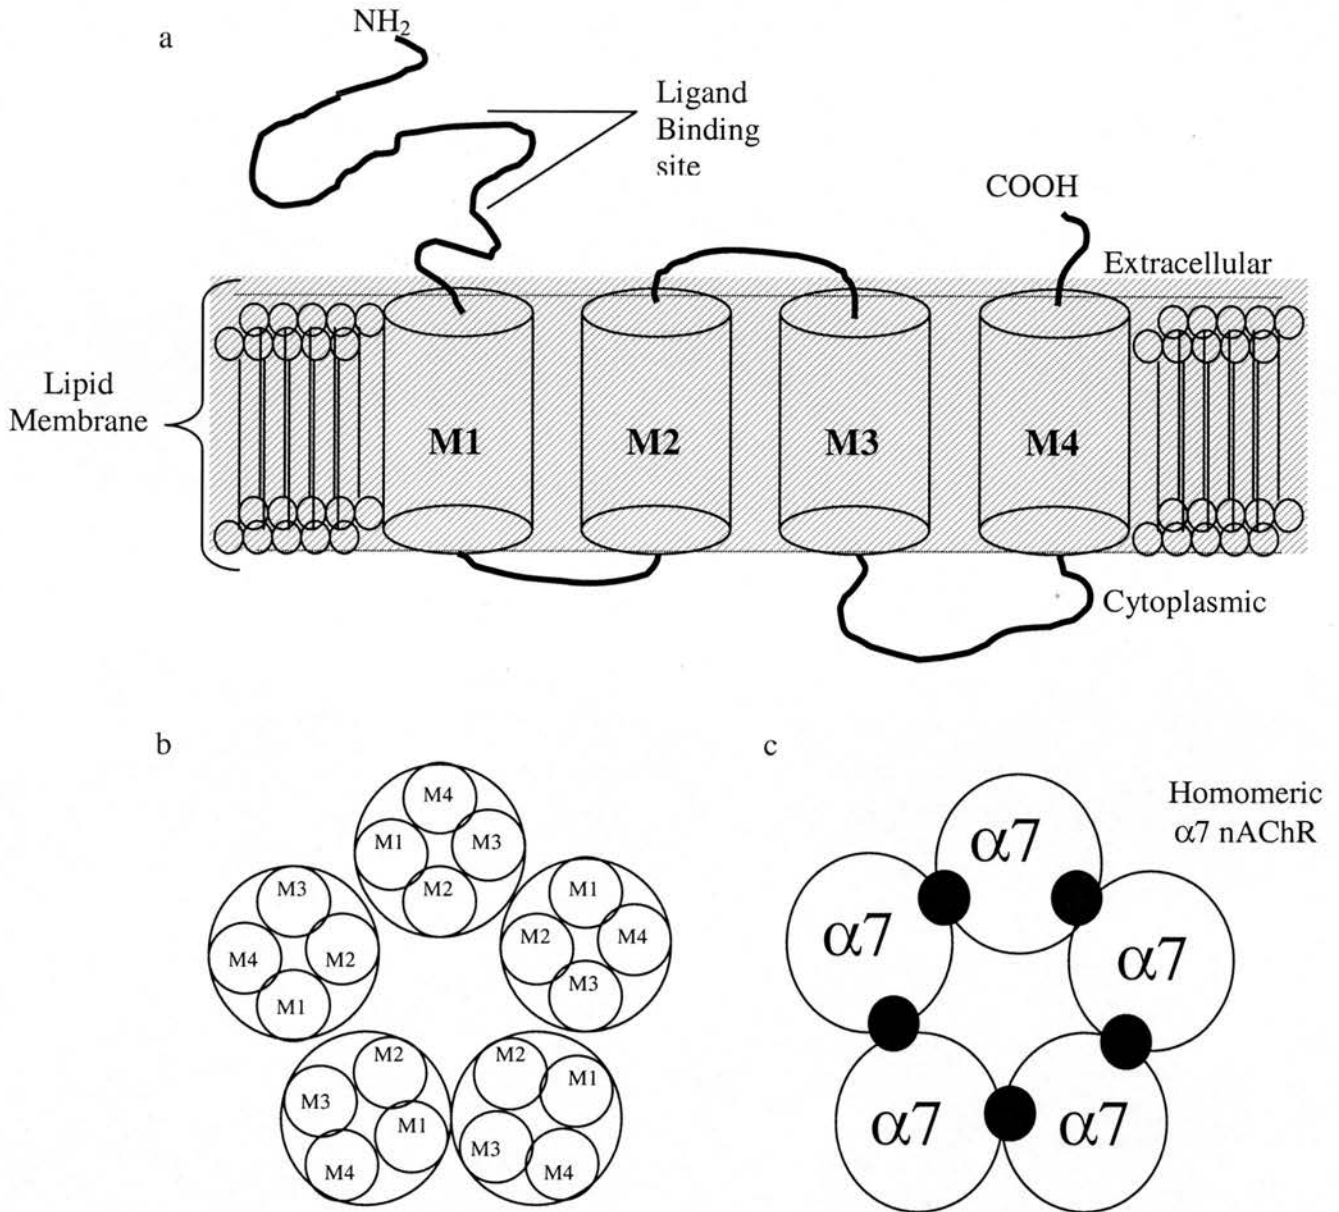 a
NH₂
Ligand
Binding
site
COOH
Extracellular
Lipid
Membrane
M1 M2 M3 M4
Cytoplasmic
b
M4
M1 M3
M2
M3
M4 M2
M1
M1
M2 M4
M3
M2
M3
M1
M4
M2
M1
M3
M4
c
Homomeric
α7 nAChR
α7
α7
α7
α7
α7